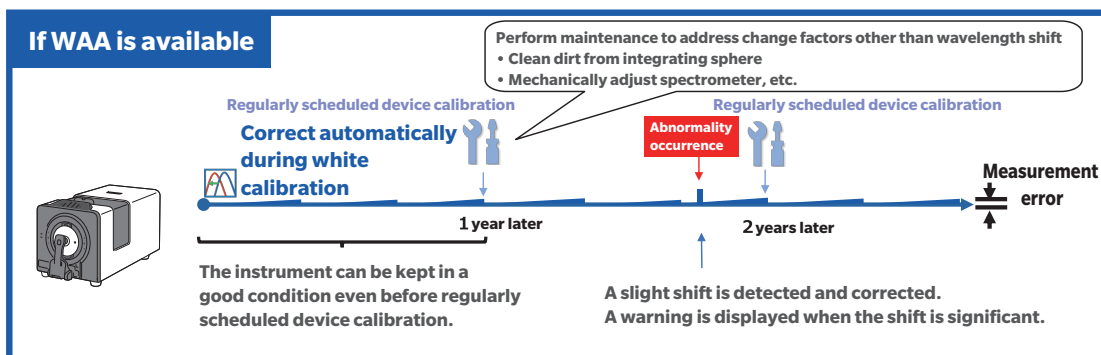 If WAA is available
Perform maintenance to address change factors other than wavelength shift
• Clean dirt from integrating sphere
• Mechanically adjust spectrometer, etc.
Regularly scheduled device calibration
Regularly scheduled device calibration
Correct automatically
during white
calibration
Abnormality
occurrence
Measurement
error
1 year later
2 years later
The instrument can be kept in a
good condition even before regularly
scheduled device calibration.
A slight shift is detected and corrected.
A warning is displayed when the shift is significant.